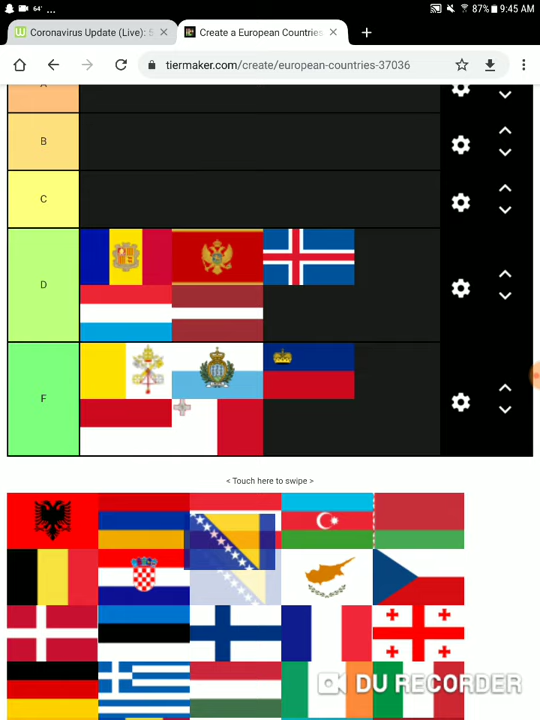 64° ...
87% 9:45 AM
Coronavirus Update (Live): 5
Create a European Countries
tiermaker.com/create/european-countries-37036
B
C
D
F
< Touch here to swipe >
DU RECORDER